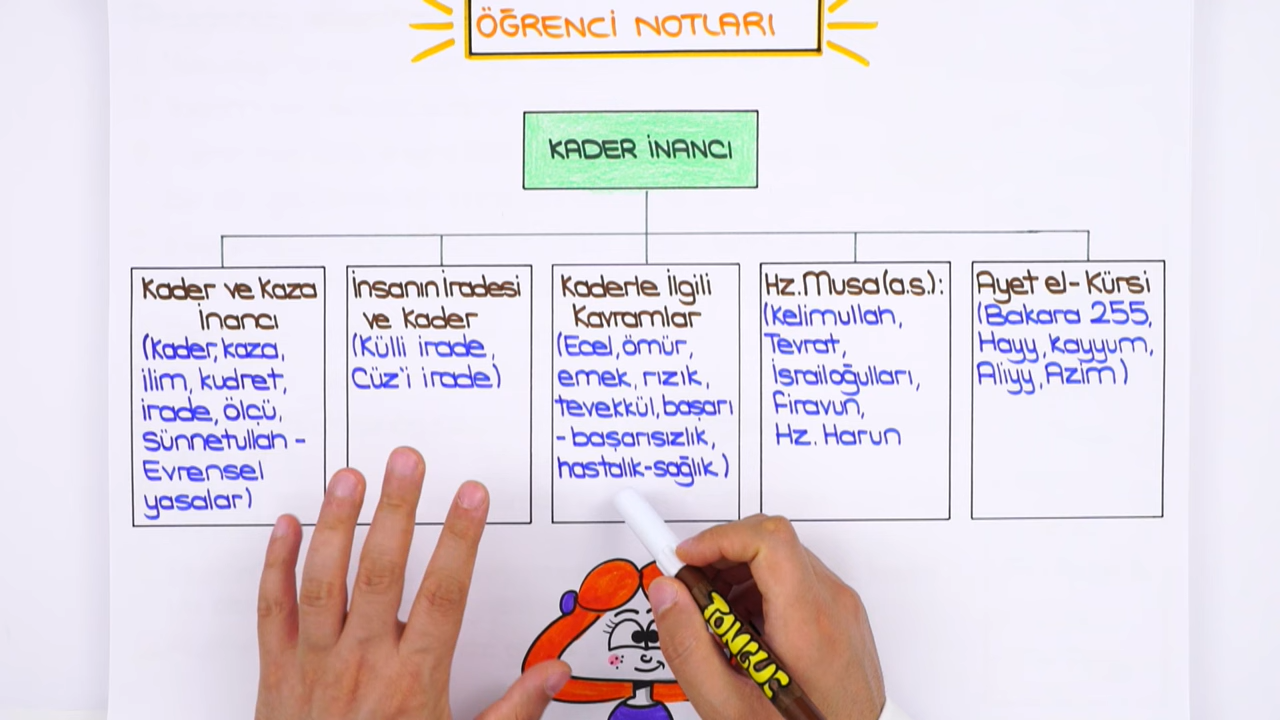 ÖĞRENCİ NOTLARI
KADER İNANCI
Kader ve Kaza
İnancı
(Kader, kaza,
ilim, kudret,
irade, ölçü,
Sünnetullah -
Evrensel
yasalar)
İnsanın İradesi
ve Kader
(Külli irade,
Cüz'i irade)
Kaderle İlgili
Kavramlar
(Ecel, ömür,
emek, rızık,
tevekkül, başarı
-başarısızlık,
hastalık-sağlık)
Hz. Musa (a.s.):
(Kelimullah,
Tevrat,
İsrailoğulları,
Firavun,
Hz. Harun
Ayet el-Kürsi
(Bakara 255,
Hayy, Kayyum,
Aliyy, Azim)
TONGUÇ